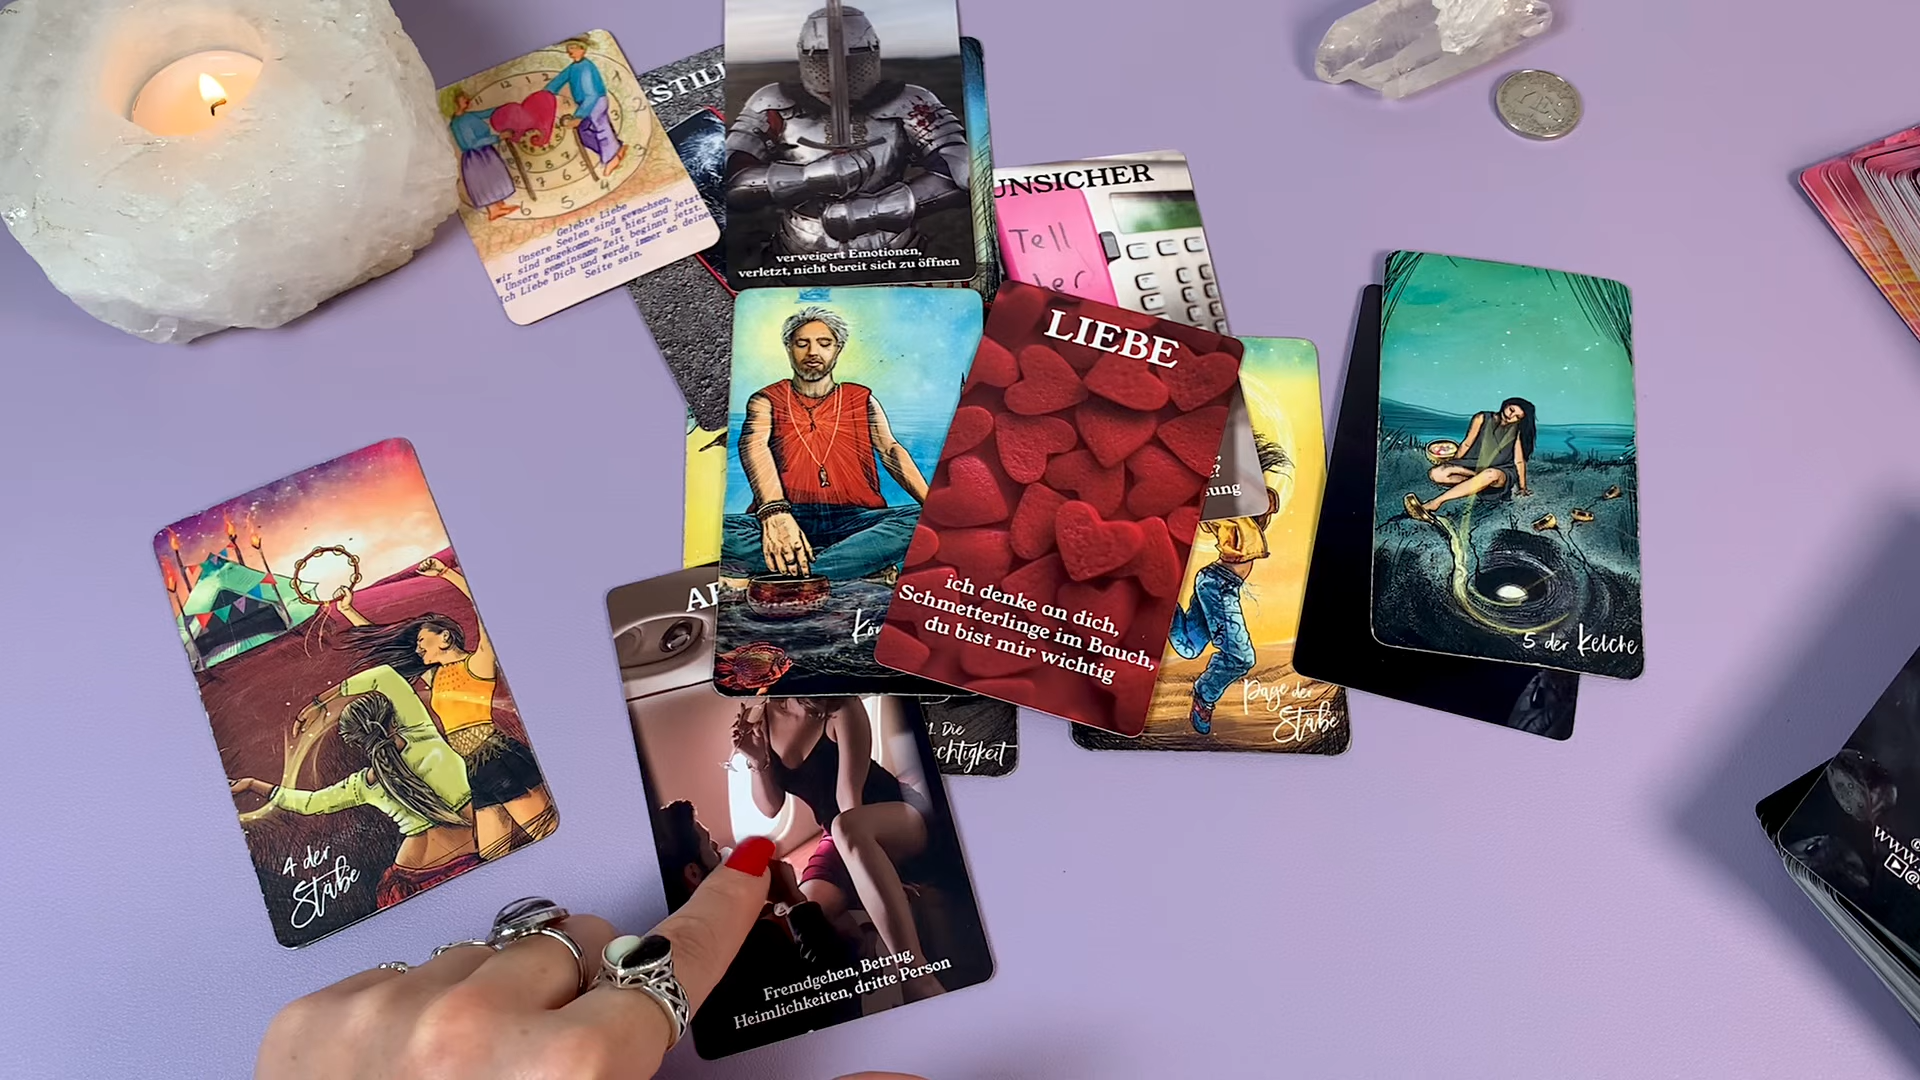 Gelebte Liebe
Unsere Seelen sind gewachsen,
wir sind angekommen, im hier und jetzt.
Unsere gemeinsame Zeit beginnt jetzt.
Ich Liebe Dich und werde immer an deiner
Seite sein.
verweigert Emotionen,
verletzt, nicht bereit sich zu öffnen
UNSICHER
Tell
LIEBE
ich denke an dich,
Schmetterlinge im Bauch,
du bist mir wichtig
Page der
Stäbe
5 der Kelche
4 der
Stäbe
Die
Fremdgehen, Betrug,
Heimlichkeiten, dritte Person
www.